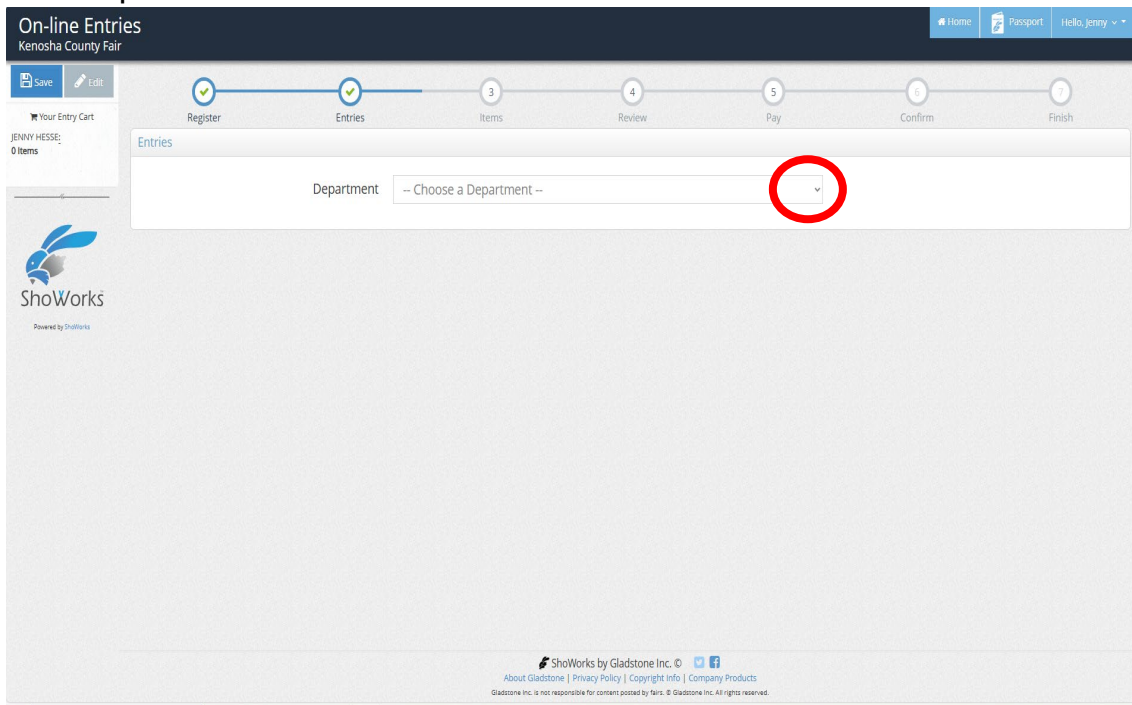 On-line Entries
Kenosha County Fair
Home
Passport
Hello, Jenny
Save
Edit
Your Entry Cart
JENNY HESSE:
0 Items
3
4
5
6
7
Register
Entries
Items
Review
Pay
Confirm
Finish
Entries
Department
-- Choose a Department --
ShoWorks
Powered by ShoWorks
ShoWorks by Gladstone Inc. ©
About Gladstone | Privacy Policy | Copyright Info | Company Products
Gladstone Inc. is not responsible for content posted by fairs. © Gladstone Inc. All rights reserved.